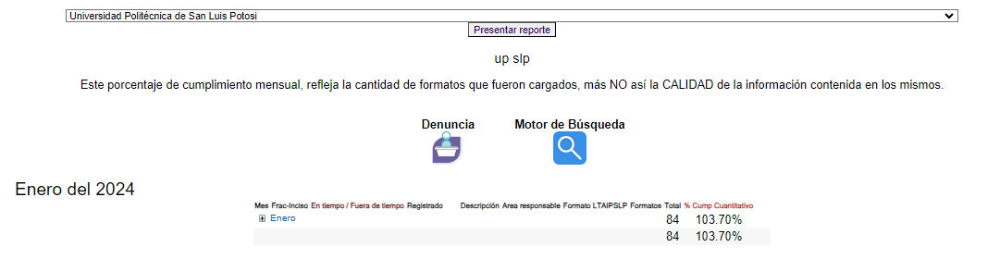 Universidad Politécnica de San Luis Potosi
Presentar reporte
up slp
Este porcentaje de cumplimiento mensual, refleja la cantidad de formatos que fueron cargados, más NO así la CALIDAD de la información contenida en los mismos.
Denuncia Motor de Búsqueda
Enero del 2024
Mes Frac-Inciso En tiempo / Fuera de tiempo Registrado Descripción Area responsable Formato LTAIPSLP Formatos Total % Cump Cuantitativo
Enero 84 103.70%
84 103.70%